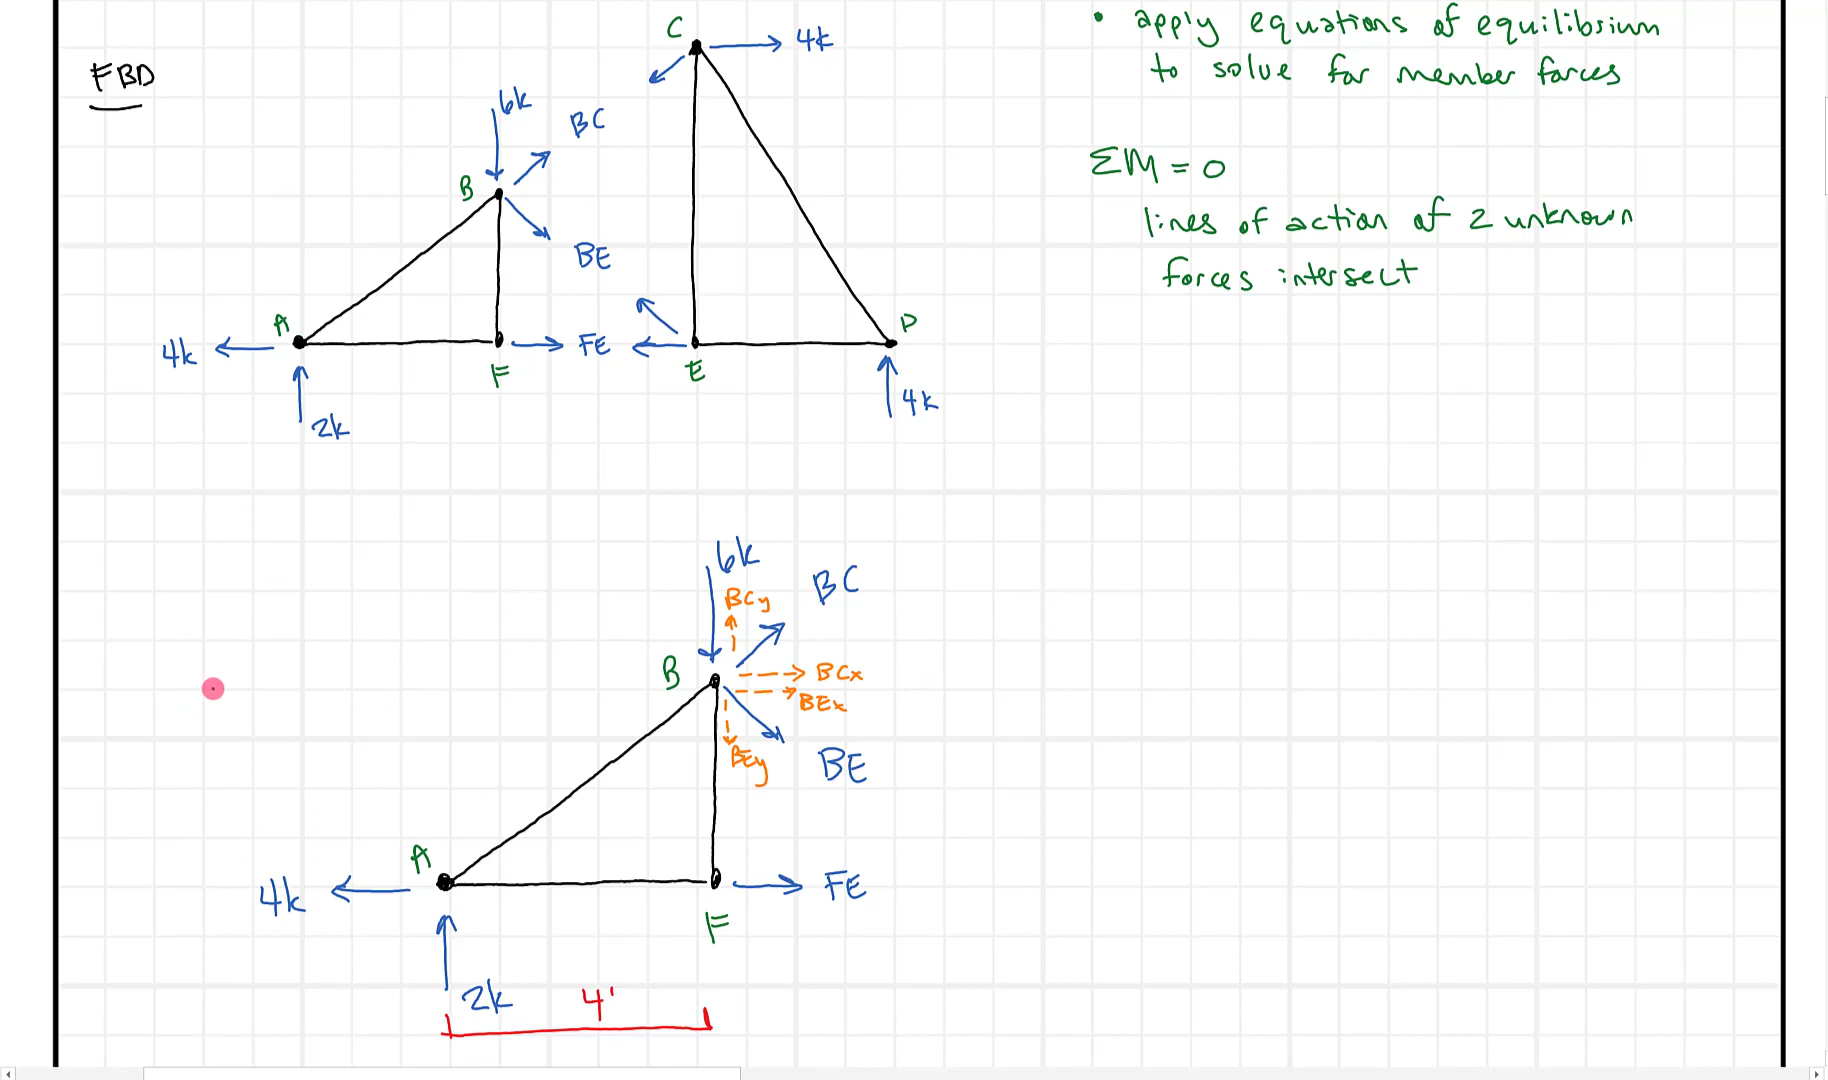 FBD
C
4k
6k
BC
B
BE
A
4k
F
FE
E
D
2k
4k
• apply equations of equilibrium
to solve for member forces
ΣM = 0
lines of action of 2 unknown
forces intersect
6k
BC
BCy
B
BCx
BEx
BEy
BE
A
4k
FE
F
2k
4'